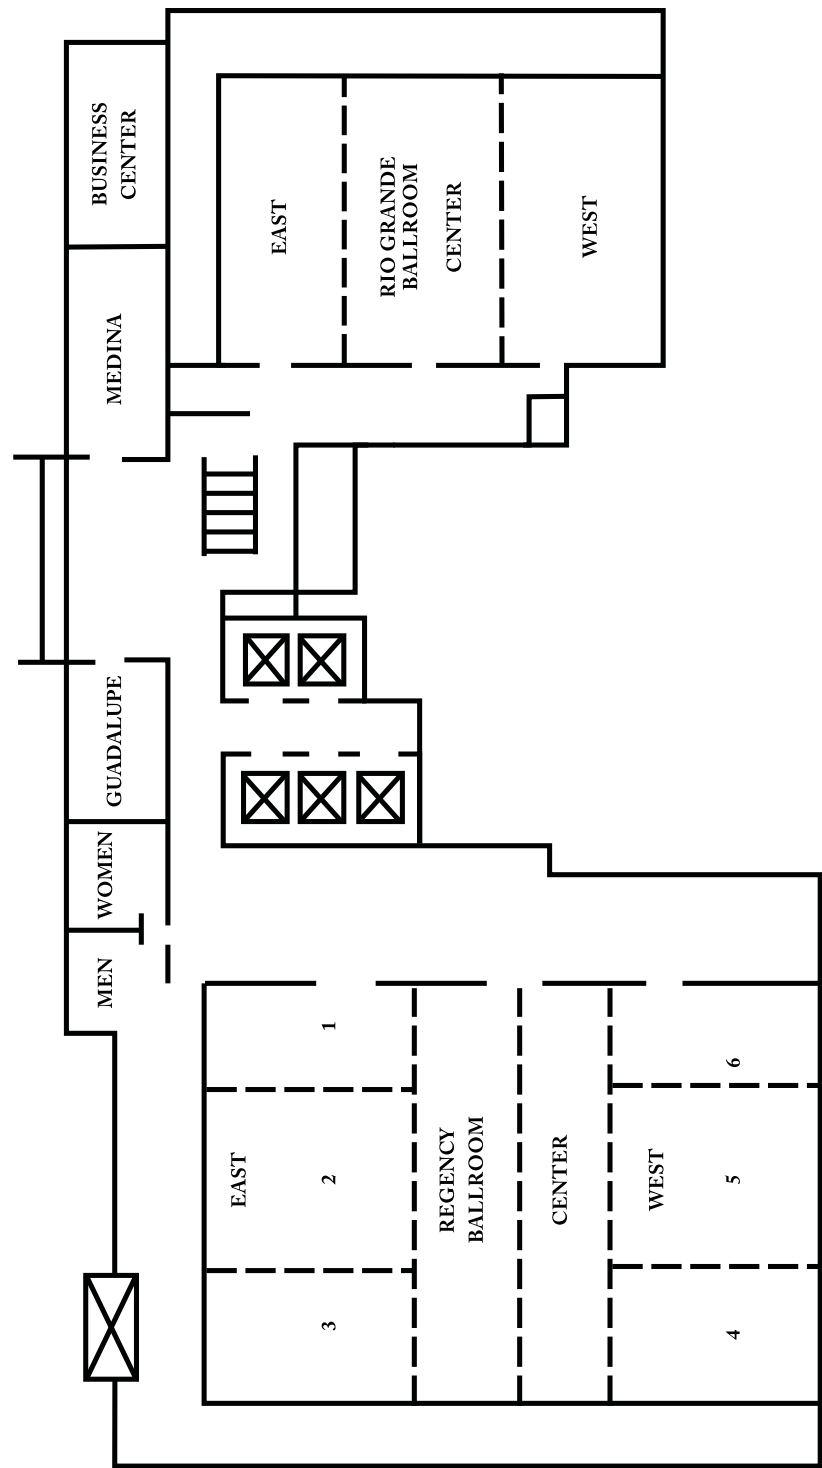 BUSINESS
CENTER
MEDINA
GUADALUPE
WOMEN
MEN
EAST
RIO GRANDE
BALLROOM
CENTER
WEST
EAST
1
2
3
REGENCY
BALLROOM
CENTER
WEST
6
5
4